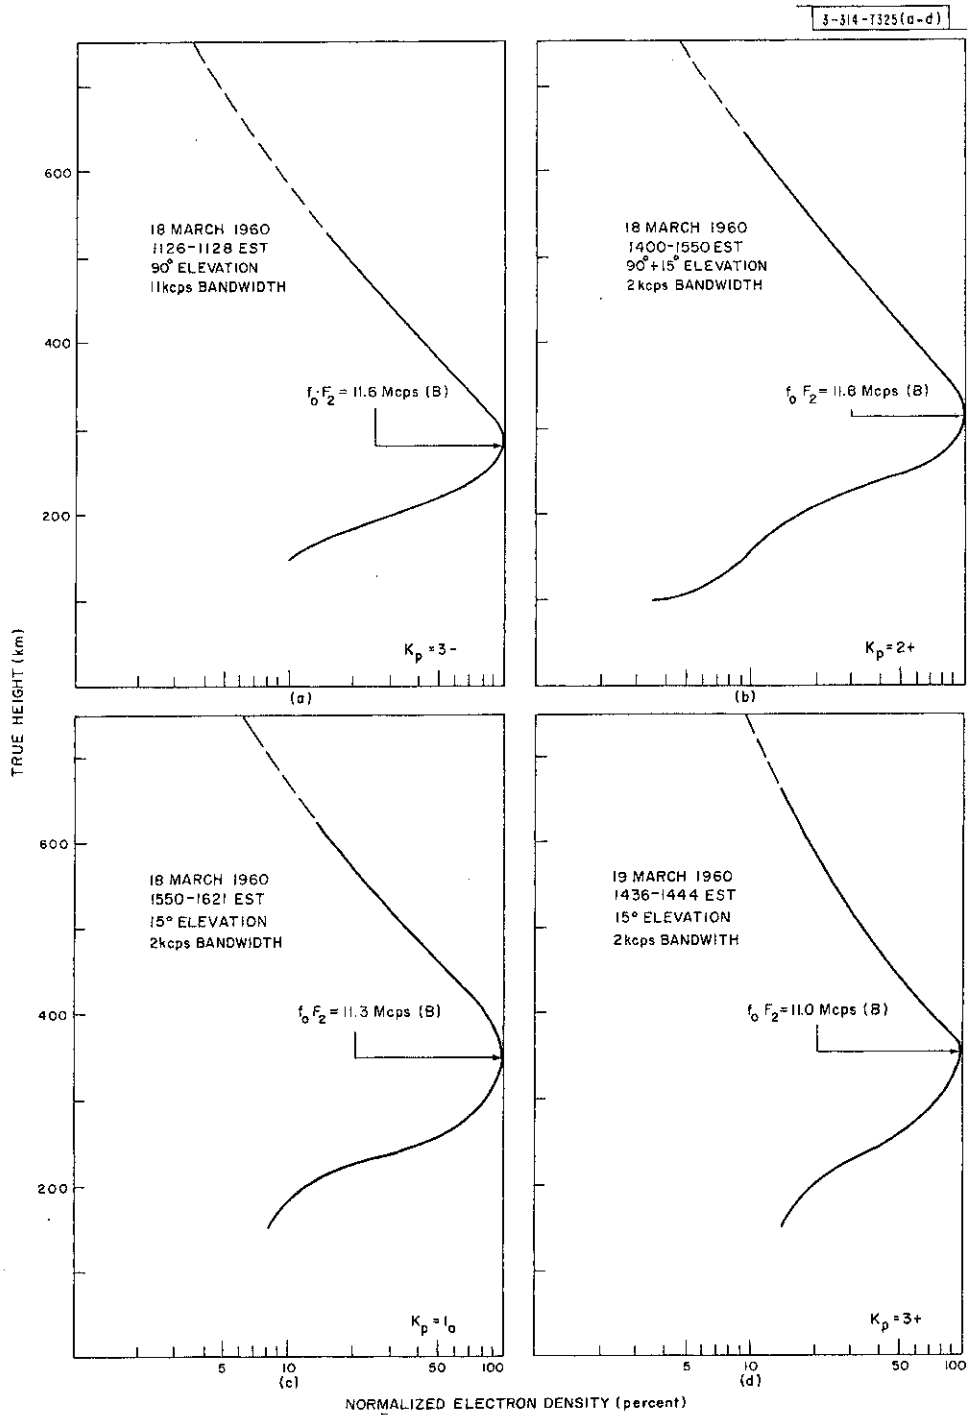 3-314-7325(a-d)
18 MARCH 1960
1126-1128 EST
90° ELEVATION
11kcps BANDWIDTH
18 MARCH 1960
1400-1550 EST
90°+15° ELEVATION
2kcps BANDWIDTH
600
400
200
f₀F₂ = 11.6 Mcps (B)
f₀F₂ = 11.8 Mcps (B)
Kp = 3-
Kp = 2+
(a)
(b)
TRUE HEIGHT (km)
18 MARCH 1960
1550-1621 EST
15° ELEVATION
2kcps BANDWIDTH
19 MARCH 1960
1436-1444 EST
15° ELEVATION
2kcps BANDWITH
600
400
200
f₀F₂ = 11.3 Mcps (B)
f₀F₂ = 11.0 Mcps (B)
Kp = 1o
Kp = 3+
5 10 50 100
5 10 50 100
(c)
(d)
NORMALIZED ELECTRON DENSITY (percent)